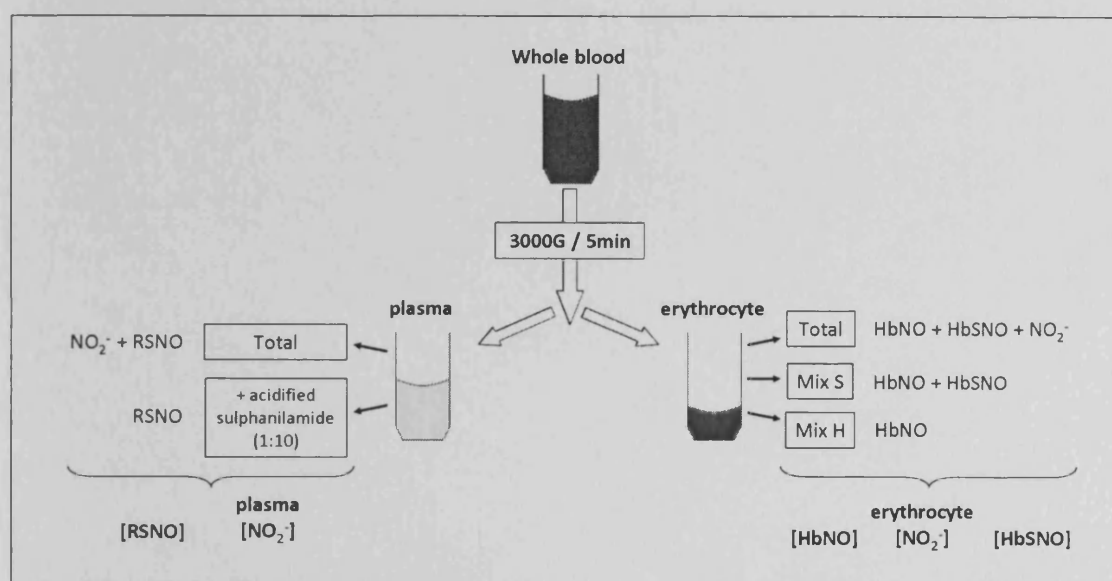 Whole blood
3000G / 5min
plasma
NO₂⁻ + RSNO
Total
RSNO
+ acidified
sulphanilamide
(1:10)
plasma
[RSNO]
[NO₂⁻]
erythrocyte
Total
HbNO + HbSNO + NO₂⁻
Mix S
HbNO + HbSNO
Mix H
HbNO
erythrocyte
[HbNO]
[NO₂⁻]
[HbSNO]